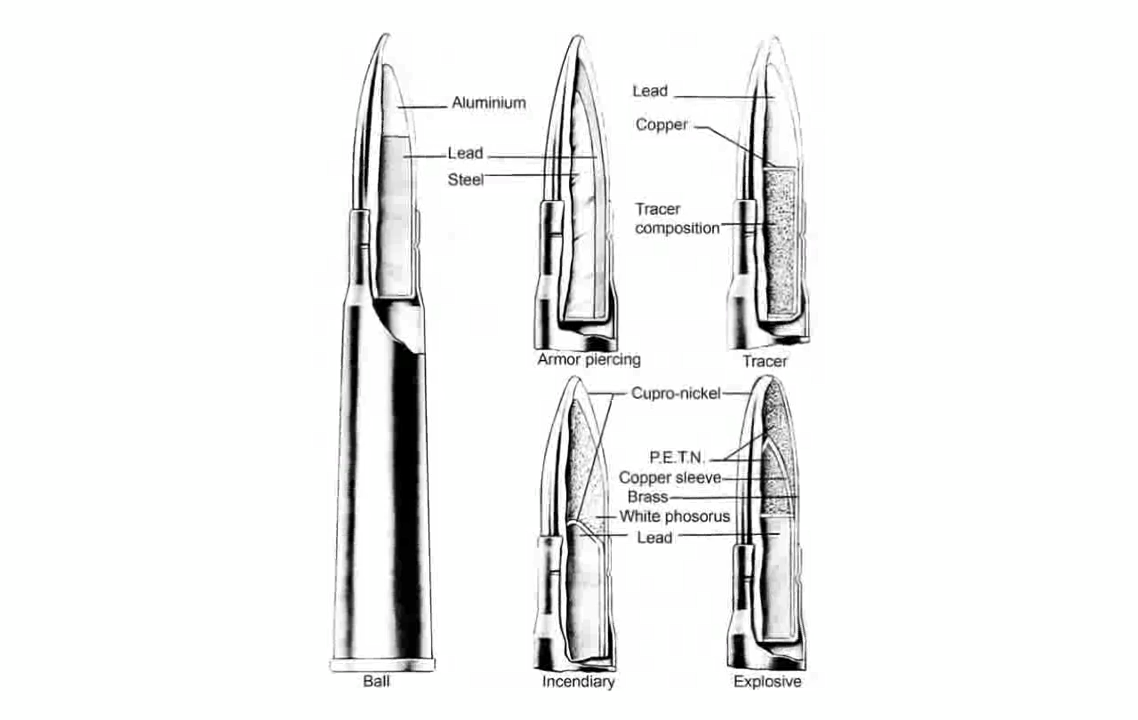 Aluminium
Lead
Steel
Lead
Copper
Tracer
composition
Armor piercing
Tracer
Cupro-nickel
P.E.T.N.
Copper sleeve
Brass
White phosorus
Lead
Ball
Incendiary
Explosive